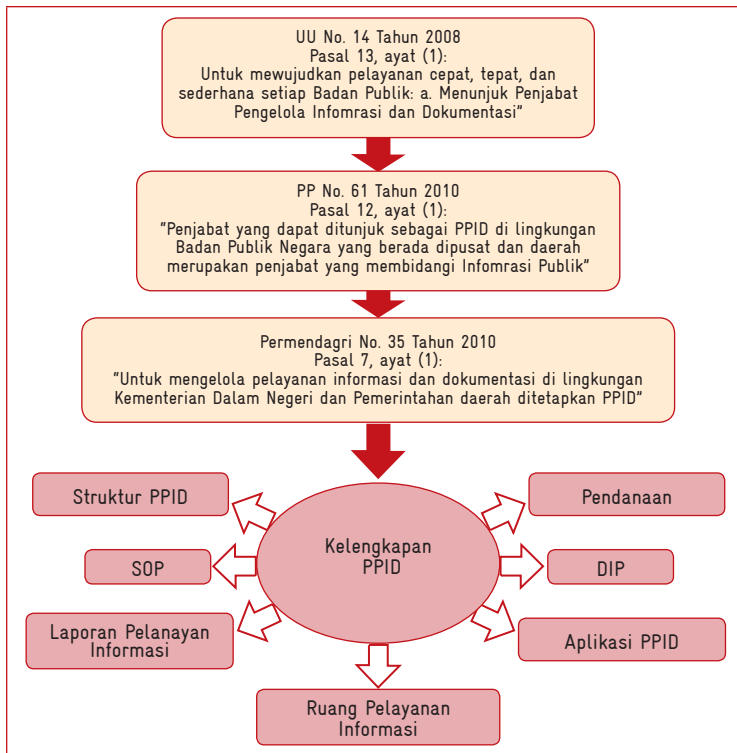 UU No. 14 Tahun 2008
Pasal 13, ayat (1):
Untuk mewujudkan pelayanan cepat, tepat, dan
sederhana setiap Badan Publik: a. Menunjuk Penjabat
Pengelola Infomrasi dan Dokumentasi”
PP No. 61 Tahun 2010
Pasal 12, ayat (1):
”Penjabat yang dapat ditunjuk sebagai PPID di lingkungan
Badan Publik Negara yang berada dipusat dan daerah
merupakan penjabat yang membidangi Infomrasi Publik”
Permendagri No. 35 Tahun 2010
Pasal 7, ayat (1):
”Untuk mengelola pelayanan informasi dan dokumentasi di lingkungan
Kementerian Dalam Negeri dan Pemerintahan daerah ditetapkan PPID”
Kelengkapan
PPID
Struktur PPID
SOP
Laporan Pelanayan
Informasi
Ruang Pelayanan
Informasi
Pendanaan
DIP
Aplikasi PPID